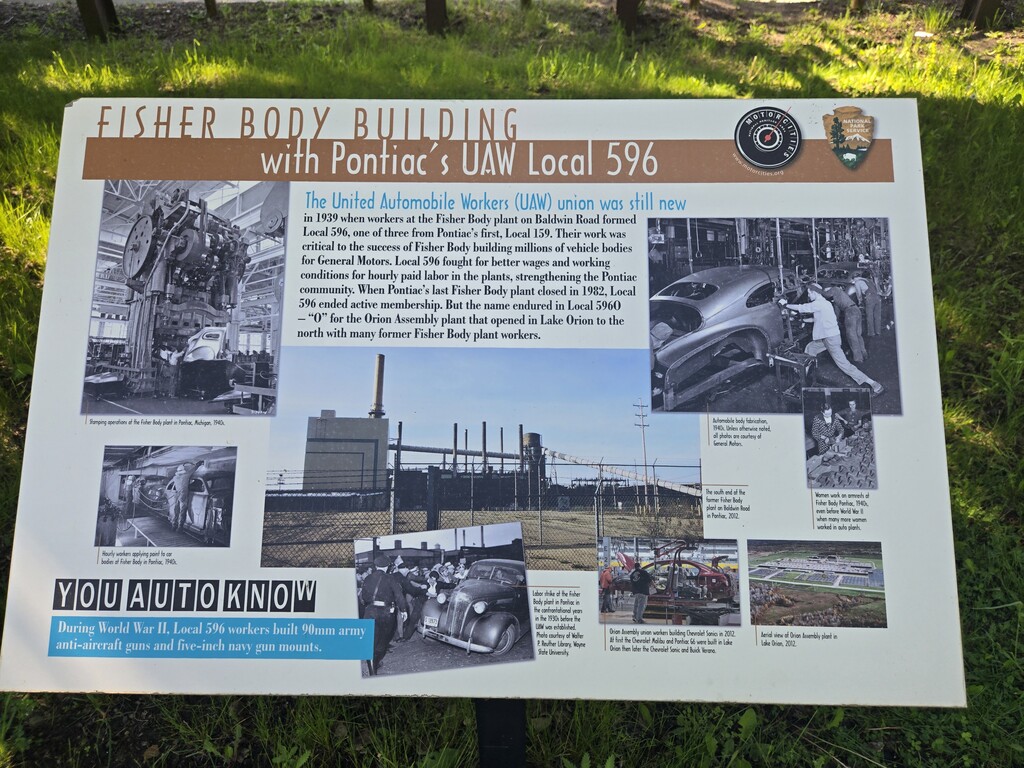 FISHER BODY BUILDING
with Pontiac's UAW Local 596
MOTORCITIES
NATIONAL
PARK
SERVICE
The United Automobile Workers (UAW) union was still new
in 1939 when workers at the Fisher Body plant on Baldwin Road formed
Local 596, one of three from Pontiac's first, Local 159. Their work was
critical to the success of Fisher Body building millions of vehicle bodies
for General Motors. Local 596 fought for better wages and working
conditions for hourly paid labor in the plants, strengthening the Pontiac
community. When Pontiac's last Fisher Body plant closed in 1982, Local
596 ended active membership. But the name endured in Local 596O
– "O" for the Orion Assembly plant that opened in Lake Orion to the
north with many former Fisher Body plant workers.
Stamping operations at the Fisher Body plant in Pontiac, Michigan, 1940s.
Automobile body fabrication,
1940s. Unless otherwise noted,
all photos are courtesy of
General Motors.
Women work on armrests at
Fisher Body Pontiac, 1940s,
even before World War II
when many more women
worked in auto plants.
The south end of the
former Fisher Body
plant on Baldwin Road
in Pontiac, 2012.
Hourly workers applying paint to car
bodies at Fisher Body in Pontiac, 1940s.
YOU AUTO KNOW
During World War II, Local 596 workers built 90mm army
anti-aircraft guns and five-inch navy gun mounts.
Labor strike at the Fisher
Body plant in Pontiac in
the confrontational years
in the 1930s before the
UAW was established.
Photo courtesy of Walter
P. Reuther Library, Wayne
State University.
Orion Assembly union workers building Chevrolet Sonics in 2012.
At first the Chevrolet Malibu and Pontiac G6 were built in Lake
Orion then later the Chevrolet Sonic and Buick Verano.
Aerial view of Orion Assembly plant in
Lake Orion, 2012.